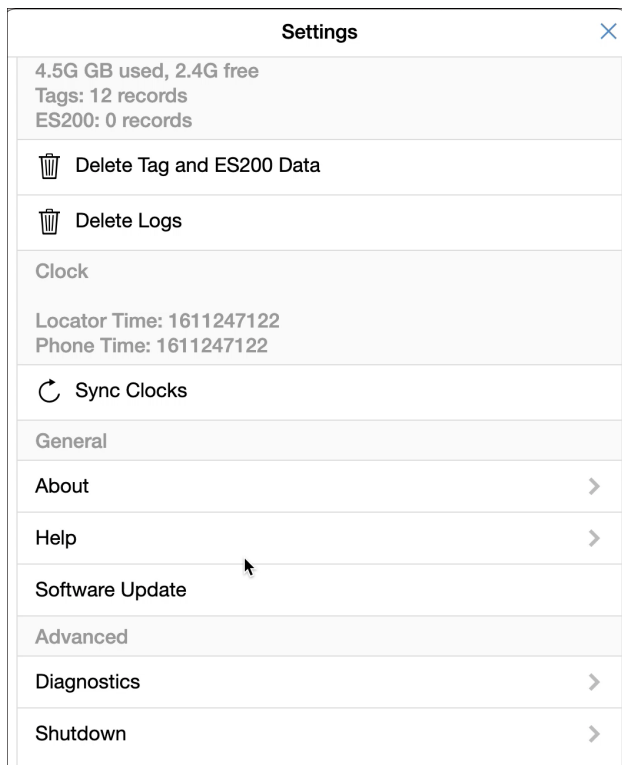 Settings
4.5G GB used, 2.4G free
Tags: 12 records
ES200: 0 records
Delete Tag and ES200 Data
Delete Logs
Clock
Locator Time: 1611247122
Phone Time: 1611247122
Sync Clocks
General
About
Help
Software Update
Advanced
Diagnostics
Shutdown